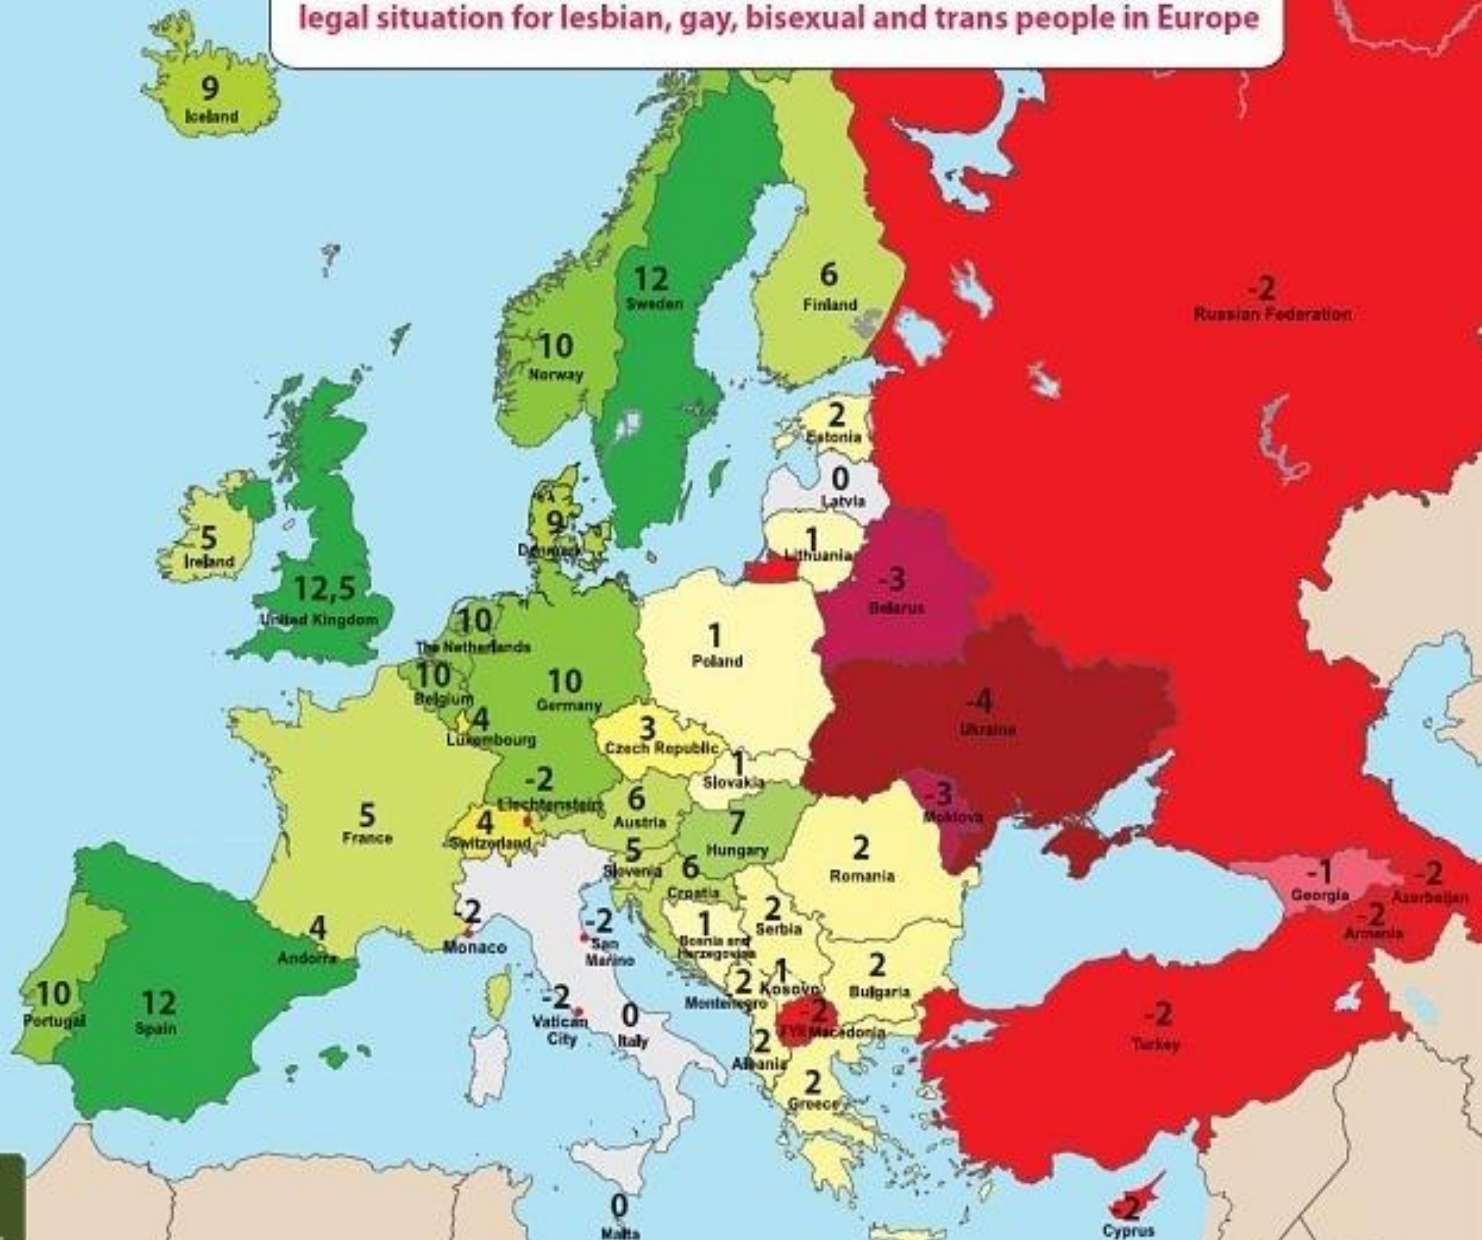 legal situation for lesbian, gay, bisexual and trans people in Europe
9
Iceland
12
Sweden
6
Finland
-2
Russian Federation
10
Norway
2
Estonia
0
Latvia
5
Ireland
9
Denmark
1
Lithuania
12,5
United Kingdom
-3
Belarus
10
The Netherlands
1
Poland
10
Belgium
10
Germany
-4
Ukraine
4
Luxembourg
3
Czech Republic
1
Slovakia
-2
Liechtenstein
6
Austria
-3
Moldova
5
France
4
Switzerland
7
Hungary
2
Romania
5
Slovenia
6
Croatia
-1
Georgia
-2
Azerbaijan
-2
Armenia
4
Andorra
-2
Monaco
-2
San
Marino
1
Bosnia and
Herzegovina
2
Serbia
10
Portugal
12
Spain
-2
Vatican
City
0
Italy
2
Montenegro
1
Kosovo
2
Bulgaria
-2
FYR Macedonia
-2
Turkey
2
Albania
2
Greece
0
Malta
-2
Cyprus